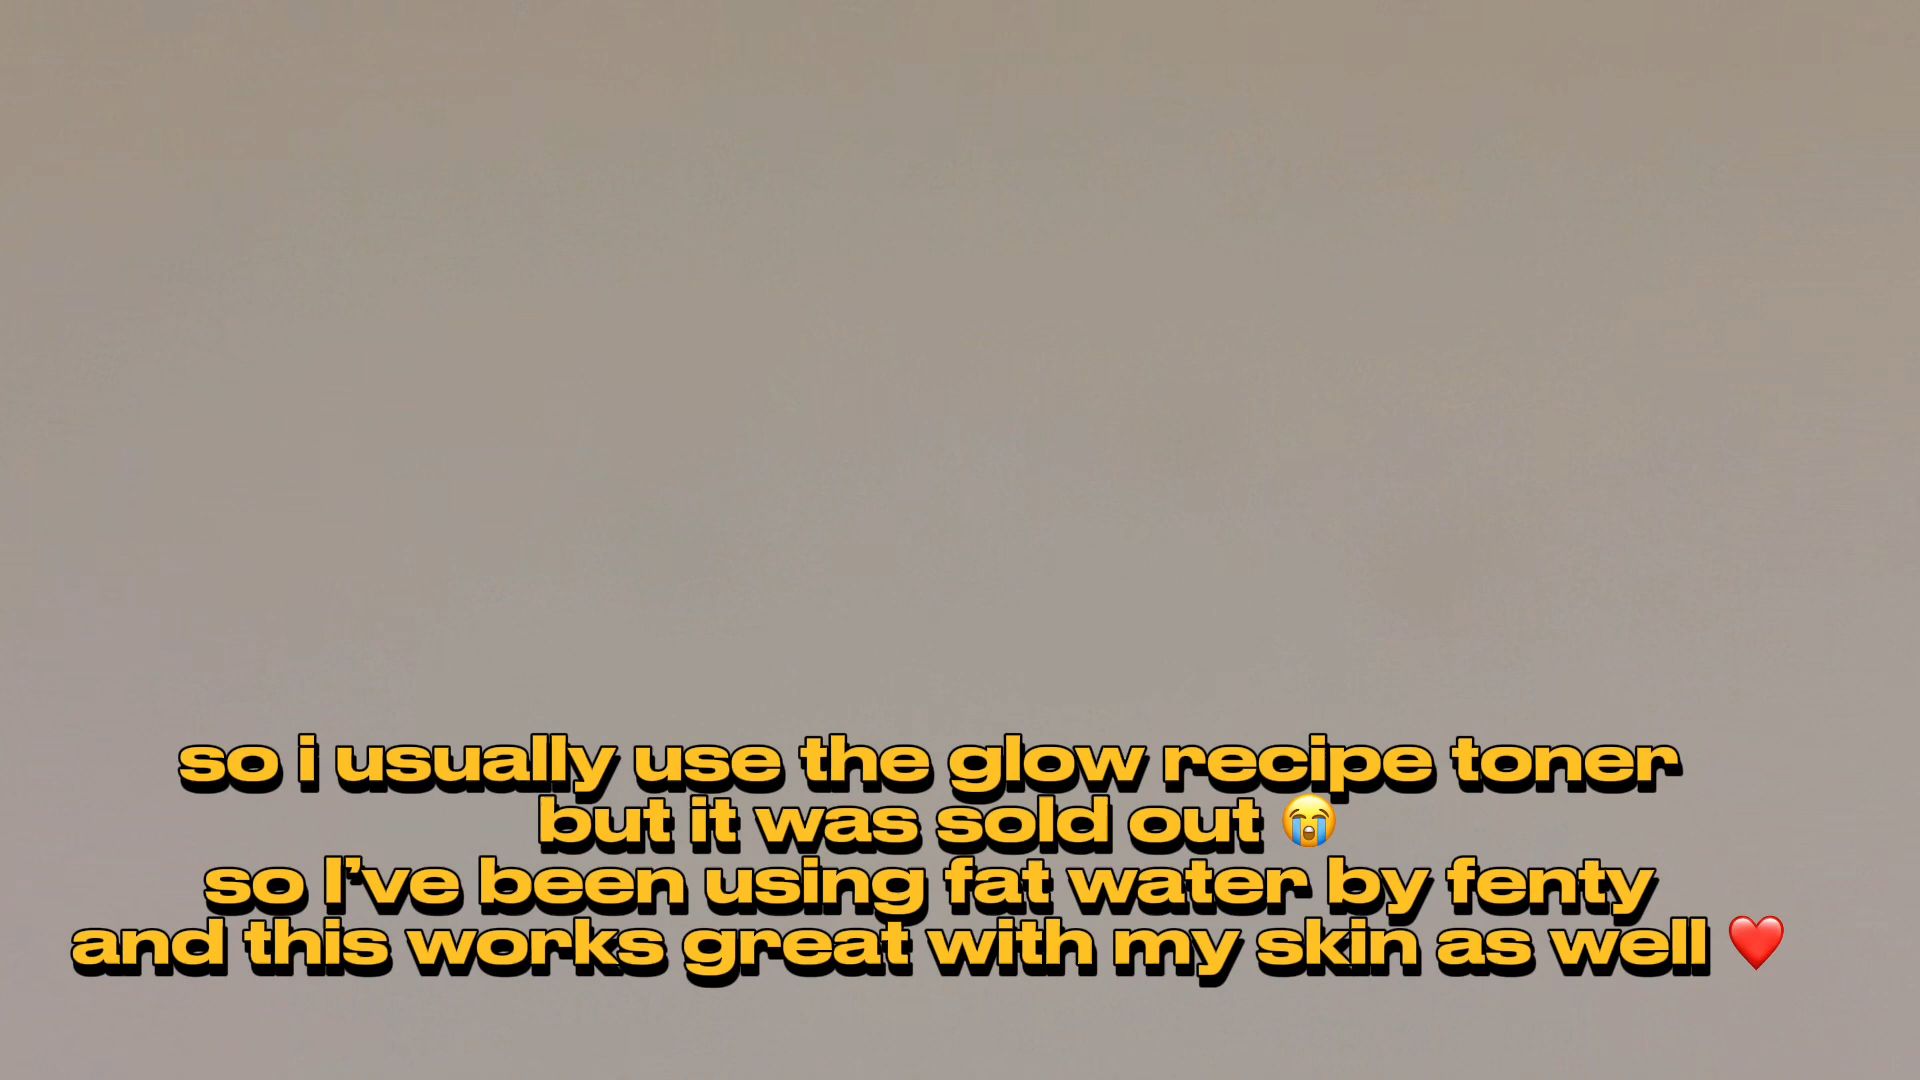 so i usually use the glow recipe toner
but it was sold out 😭
so I've been using fat water by fenty
and this works great with my skin as well ❤️